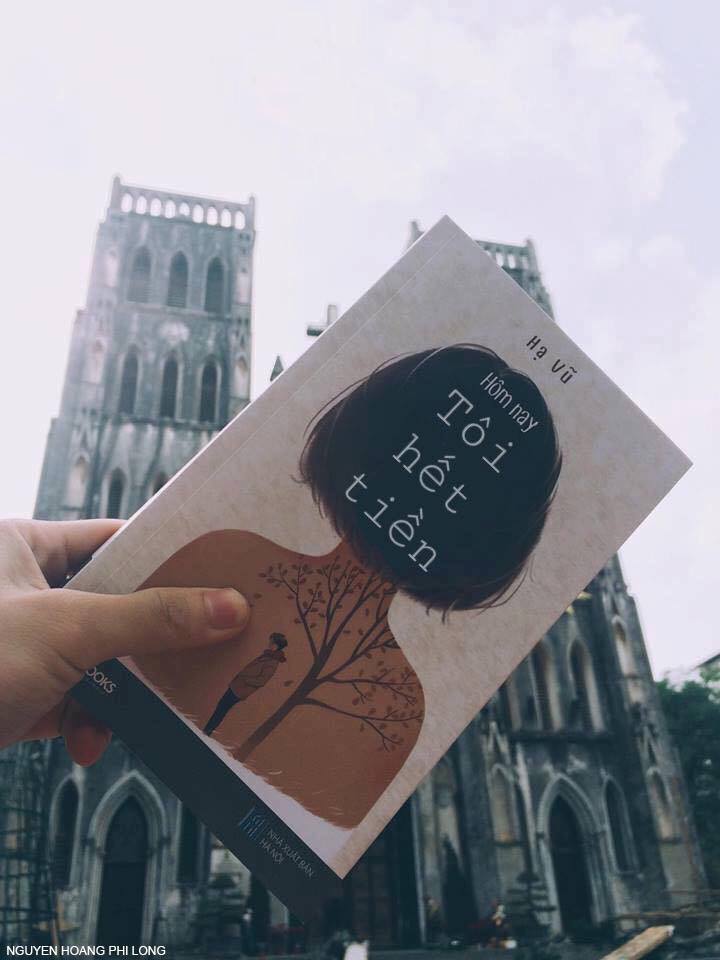 Hạ Vũ
Hôm nay
Tôi
hết
tiền
OOKS
NHÀ XUẤT BẢN
HÀ NỘI
NGUYEN HOANG PHI LONG